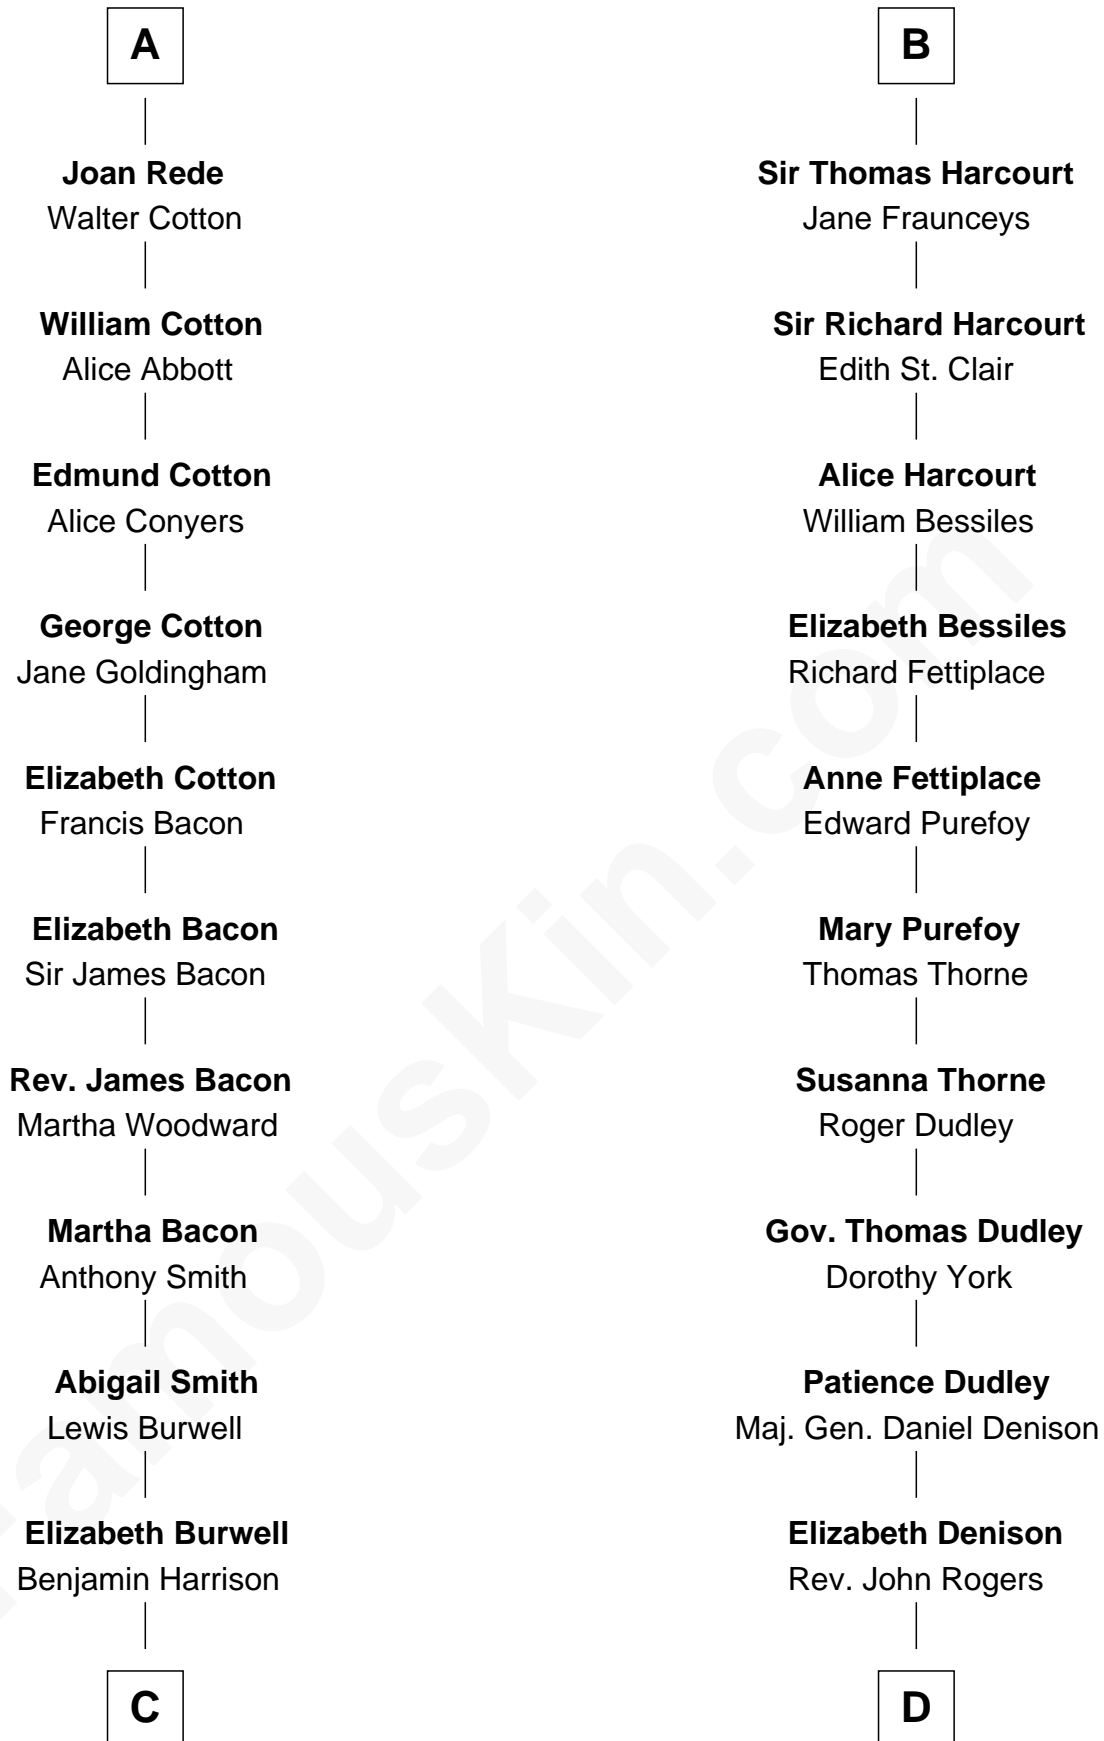 A
Joan Rede
Walter Cotton
William Cotton
Alice Abbott
Edmund Cotton
Alice Conyers
George Cotton
Jane Goldingham
Elizabeth Cotton
Francis Bacon
Elizabeth Bacon
Sir James Bacon
Rev. James Bacon
Martha Woodward
Martha Bacon
Anthony Smith
Abigail Smith
Lewis Burwell
Elizabeth Burwell
Benjamin Harrison
C
B
Sir Thomas Harcourt
Jane Fraunceys
Sir Richard Harcourt
Edith St. Clair
Alice Harcourt
William Bessiles
Elizabeth Bessiles
Richard Fettiplace
Anne Fettiplace
Edward Purefoy
Mary Purefoy
Thomas Thorne
Susanna Thorne
Roger Dudley
Gov. Thomas Dudley
Dorothy York
Patience Dudley
Maj. Gen. Daniel Denison
Elizabeth Denison
Rev. John Rogers
D
FamousKin.com